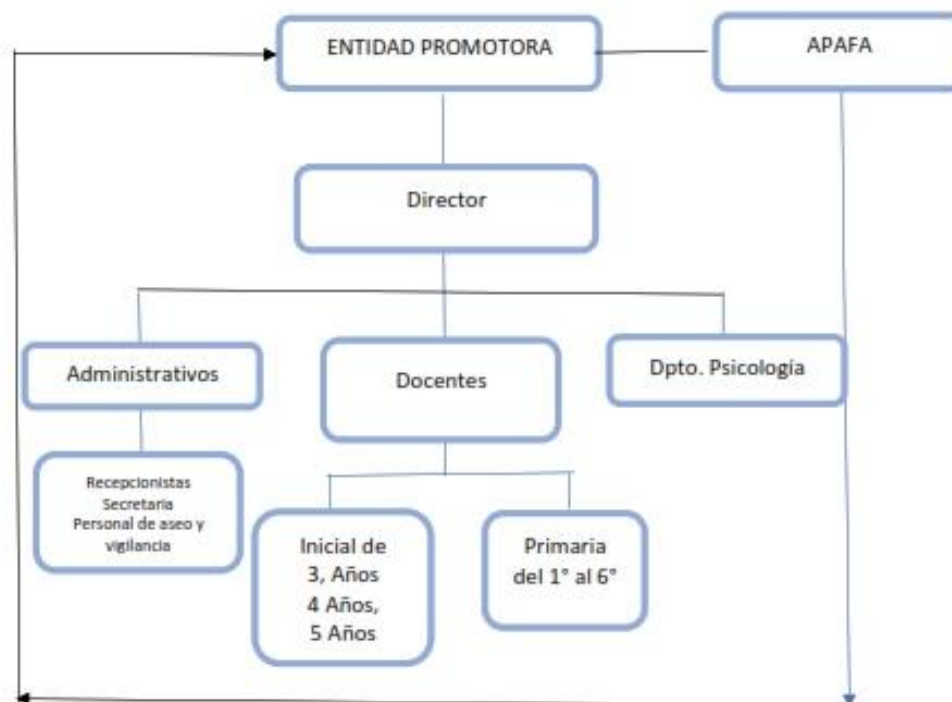 ENTIDAD PROMOTORA
APAFA
Director
Administrativos
Docentes
Dpto. Psicología
Recepcionistas
Secretaria
Personal de aseo y
vigilancia
Inicial de
3, Años
4 Años,
5 Años
Primaria
del 1° al 6°